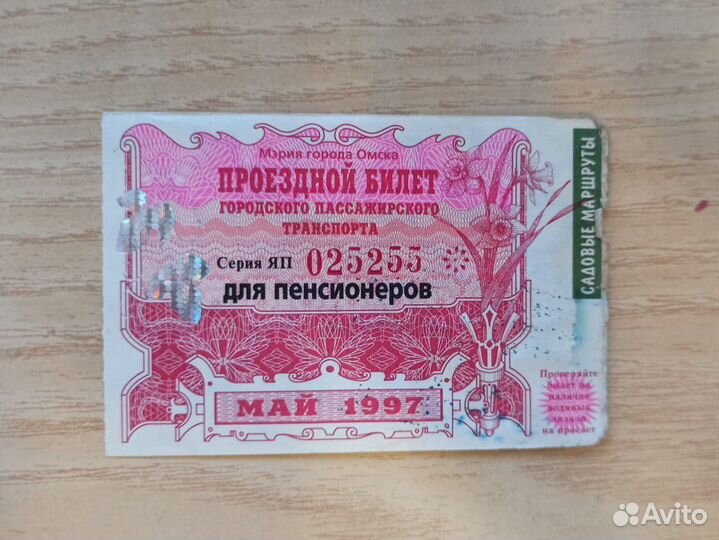 Мэрия города Омска
ПРОЕЗДНОЙ БИЛЕТ
ГОРОДСКОГО ПАССАЖИРСКОГО
ТРАНСПОРТА
Серия ЯП 025255
для пенсионеров
МАЙ 1997
САДОВЫЕ МАРШРУТЫ
Проверяйте
билет на
наличие
водяных
знаков
на просвет
Avito